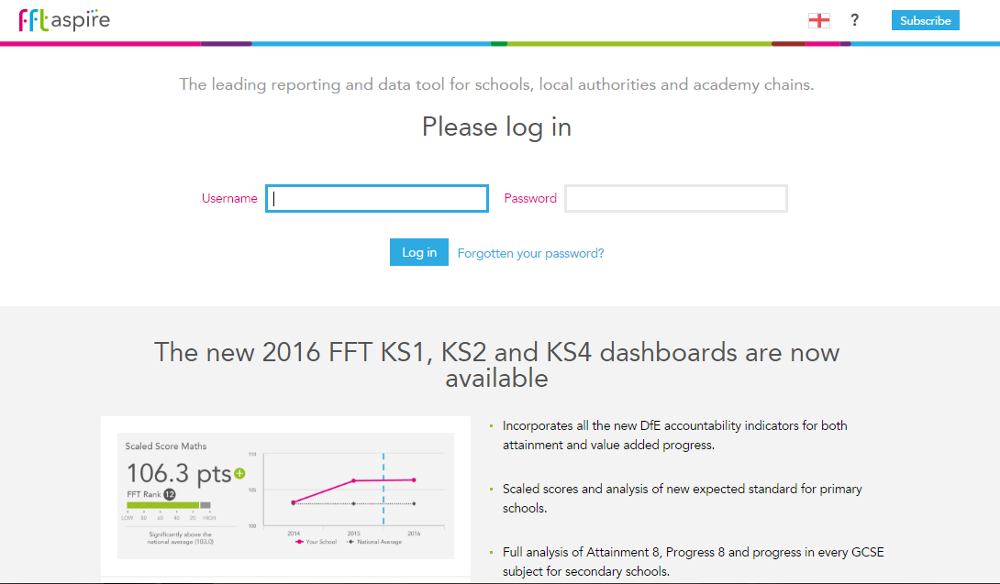 fft aspire
?
Subscribe
The leading reporting and data tool for schools, local authorities and academy chains.
Please log in
Username
Password
Log in
Forgotten your password?
The new 2016 FFT KS1, KS2 and KS4 dashboards are now
available
Scaled Score Maths
106.3 pts
FFT Rank 12
LOW 80 60 40 20 HIGH
Significantly above the
national average (103.0)
110
105
100
2014 2015 2016
Your School National Average
Incorporates all the new DfE accountability indicators for both
attainment and value added progress.
Scaled scores and analysis of new expected standard for primary
schools.
Full analysis of Attainment 8, Progress 8 and progress in every GCSE
subject for secondary schools.